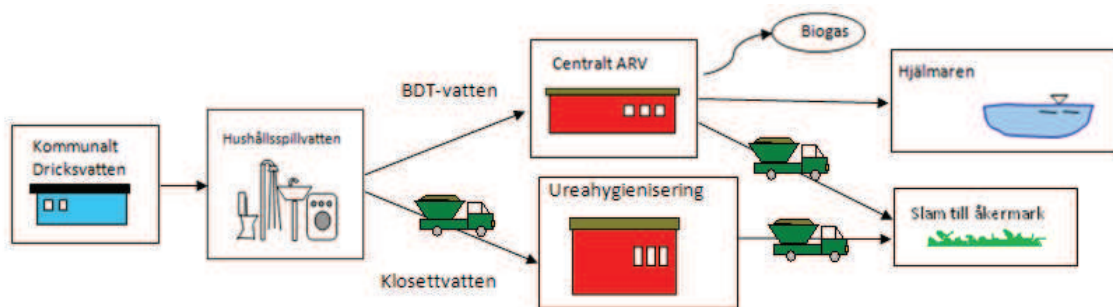 Kommunalt
Dricksvatten
Hushållsspillvatten
BDT-vatten
Klosettvatten
Centralt ARV
Ureahygienisering
Biogas
Hjälmaren
Slam till åkermark